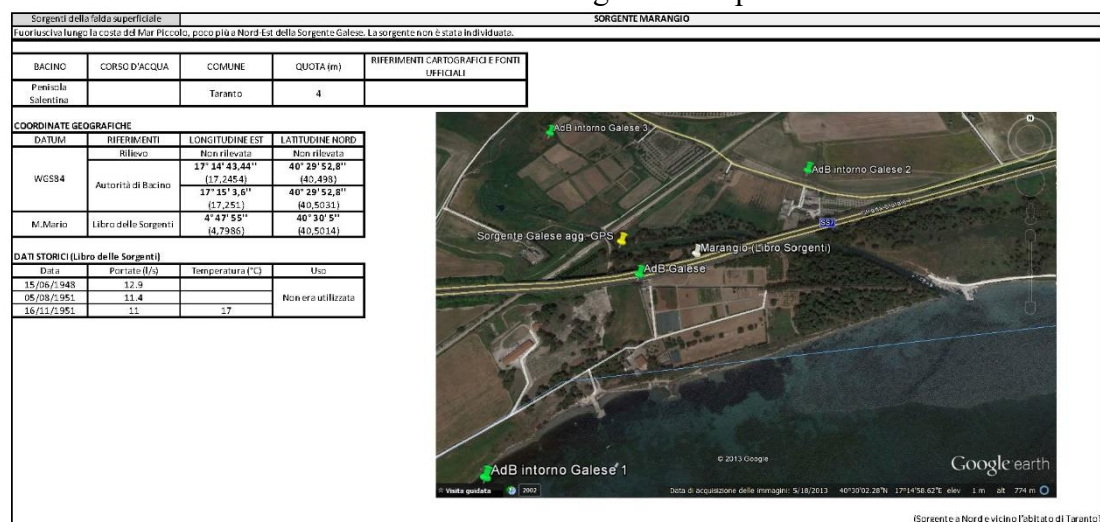 Sorgenti della falda superficiale SORGENTE MARANGIO
Fuoriusciva lungo la costa del Mar Piccolo, poco più a Nord-Est della Sorgente Galese. La sorgente non è stata individuata.
BACINO CORSO D'ACQUA COMUNE QUOTA (m) RIFERIMENTI CARTOGRAFICI E FONTI UFFICIALI
Penisola Salentina Taranto 4
COORDINATE GEOGRAFICHE
DATUM RIFERIMENTI LONGITUDINE EST LATITUDINE NORD
WGS84 Rilievo Non rilevata Non rilevata
Autorità di Bacino 17° 14' 43,44'' 40° 29' 52,8''
(17,2454) (40,498)
17° 15' 3,6'' 40° 29' 52,8''
(17,251) (40,5031)
M.Mario Libro delle Sorgenti 4° 47' 55'' 40° 30' 5''
(4,7986) (40,5014)
DATI STORICI (Libro delle Sorgenti)
Data Portate (l/s) Temperatura (°C) Uso
15/06/1948 12.9
05/08/1951 11.4 Non era utilizzata
16/11/1951 11 17
AdB intorno Galese 3
AdB intorno Galese 2
SS7
Sorgente Galese agg. GPS
Marangio (Libro Sorgenti)
AdB Galese
AdB intorno Galese 1
N
© 2013 Google
Google earth
Visita guidata 2002 Data di acquisizione delle immagini: 5/18/2013 40°30'02.28"N 17°14'58.62"E elev 1 m alt 774 m
(Sorgente a Nord e vicino l'abitato di Taranto)